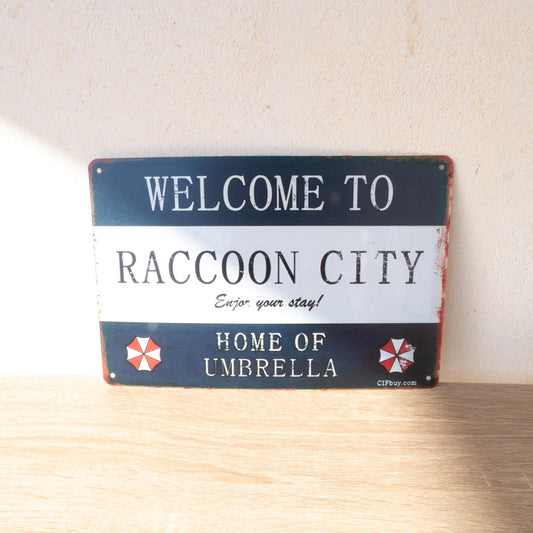 WELCOME TO
RACCOON CITY
Enjoy your stay!
HOME OF
UMBRELLA
CIFbuy.com